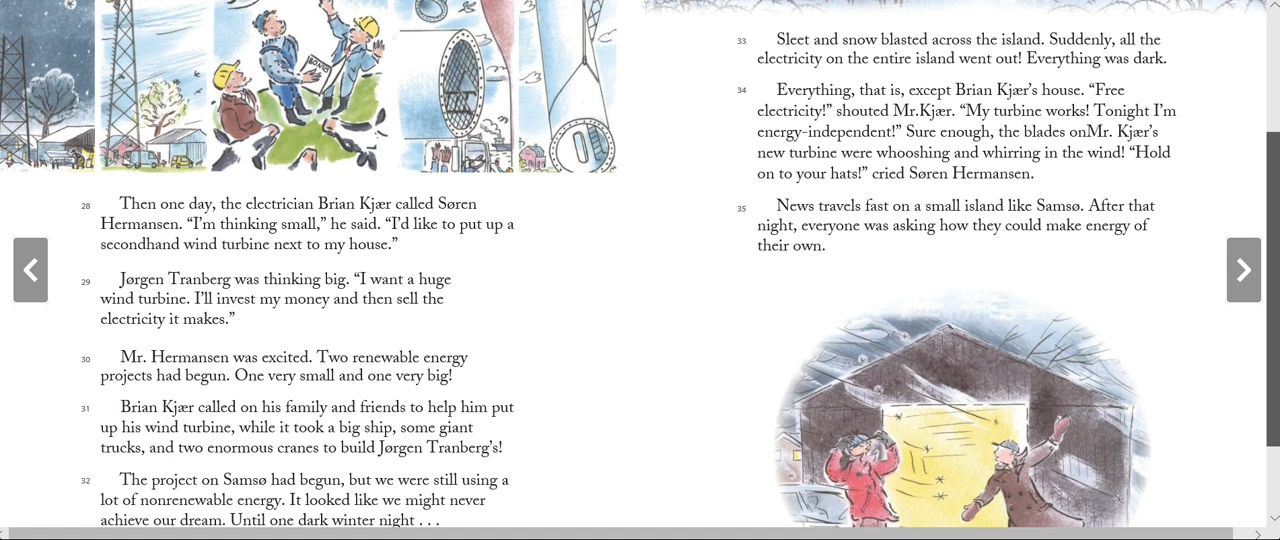 BONUS
28 Then one day, the electrician Brian Kjær called Søren
Hermansen. “I’m thinking small,” he said. “I’d like to put up a
secondhand wind turbine next to my house.”
29 Jørgen Tranberg was thinking big. “I want a huge
wind turbine. I’ll invest my money and then sell the
electricity it makes.”
30 Mr. Hermansen was excited. Two renewable energy
projects had begun. One very small and one very big!
31 Brian Kjær called on his family and friends to help him put
up his wind turbine, while it took a big ship, some giant
trucks, and two enormous cranes to build Jørgen Tranberg’s!
32 The project on Samsø had begun, but we were still using a
lot of nonrenewable energy. It looked like we might never
achieve our dream. Until one dark winter night . . .
33 Sleet and snow blasted across the island. Suddenly, all the
electricity on the entire island went out! Everything was dark.
34 Everything, that is, except Brian Kjær’s house. “Free
electricity!” shouted Mr.Kjær. “My turbine works! Tonight I’m
energy-independent!” Sure enough, the blades onMr. Kjær’s
new turbine were whooshing and whirring in the wind! “Hold
on to your hats!” cried Søren Hermansen.
35 News travels fast on a small island like Samsø. After that
night, everyone was asking how they could make energy of
their own.